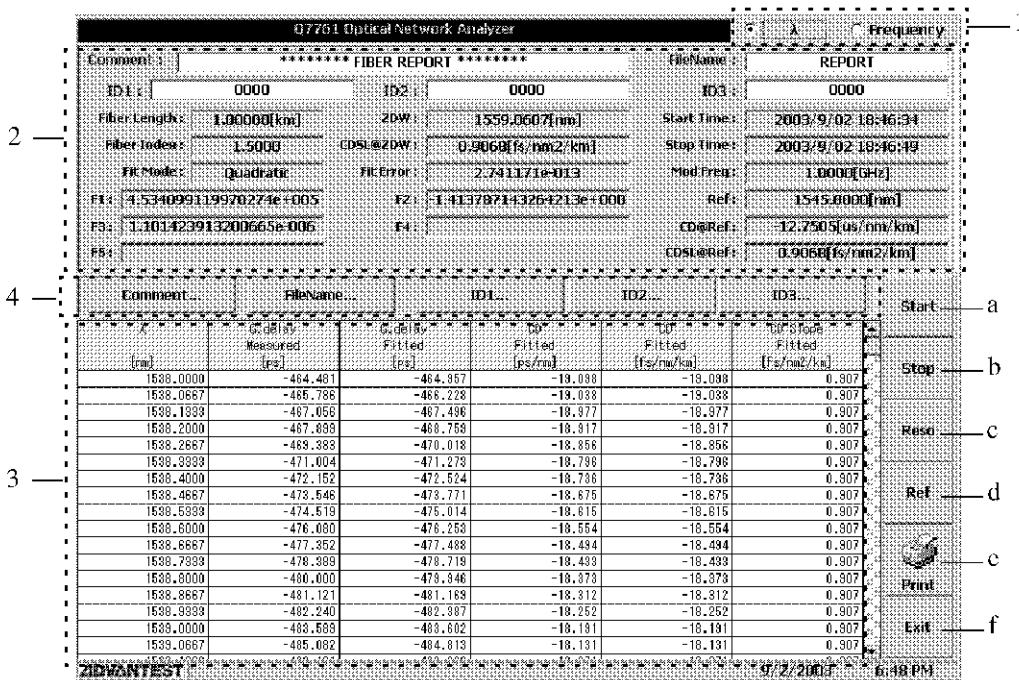 Q7761 Optical Network Analyzer
λ Frequency
Comment : ******** FIBER REPORT ******** FileName : REPORT
ID1 : 0000 ID2 : 0000 ID3 : 0000
2
Fiber Length : 1.00000[km] ZDW : 1559.0607[nm] Start Time : 2003/9/02 18:46:34
Fiber Index : 1.5000 CDSL@ZDW : 0.9068[fs/nm2/km] Stop Time : 2003/9/02 18:46:49
Fit Mode : Quadratic Fit Error : 2.741171e-013 Mod Freq : 1.0000[GHz]
F1 : 4.534099119970274e+005 F2 : -1.413787143264213e+000 Ref : 1545.0000[nm]
F3 : 1.101423913200665e-006 F4 : CD@Ref : -12.7505[us/nm/km]
F5 : CDSL@Ref : 0.9068[fs/nm2/km]
4
Comment... FileName... ID1... ID2... ID3...
Start a
λ G.delay G.delay CD CD CD Slope
Measured Fitted Fitted Fitted Fitted
[nm] [ps] [ps] [ps/nm] [fs/nm/km] [fs/nm2/km]
Stop b
1538.0000 -464.481 -464.957 -19.098 -19.098 0.907
1538.0667 -465.786 -466.228 -19.038 -19.038 0.907
1538.1333 -467.056 -467.496 -18.977 -18.977 0.907
1538.2000 -467.899 -468.759 -18.917 -18.917 0.907
Reso c
1538.2667 -469.383 -470.018 -18.856 -18.856 0.907
1538.3333 -471.004 -471.273 -18.796 -18.796 0.907
3
1538.4000 -472.152 -472.524 -18.736 -18.736 0.907
1538.4667 -473.546 -473.771 -18.675 -18.675 0.907
Ref d
1538.5333 -474.519 -475.014 -18.615 -18.615 0.907
1538.6000 -476.080 -476.253 -18.554 -18.554 0.907
1538.6667 -477.352 -477.488 -18.494 -18.494 0.907
1538.7333 -478.389 -478.719 -18.433 -18.433 0.907
e
1538.8000 -480.000 -479.946 -18.373 -18.373 0.907
Print
1538.8667 -481.121 -481.169 -18.312 -18.312 0.907
1538.9333 -482.240 -482.387 -18.252 -18.252 0.907
1539.0000 -483.589 -483.602 -18.191 -18.191 0.907
Exit f
1539.0667 -485.082 -484.813 -18.131 -18.131 0.907
ADVANTEST 9/2/2003 6:48 PM